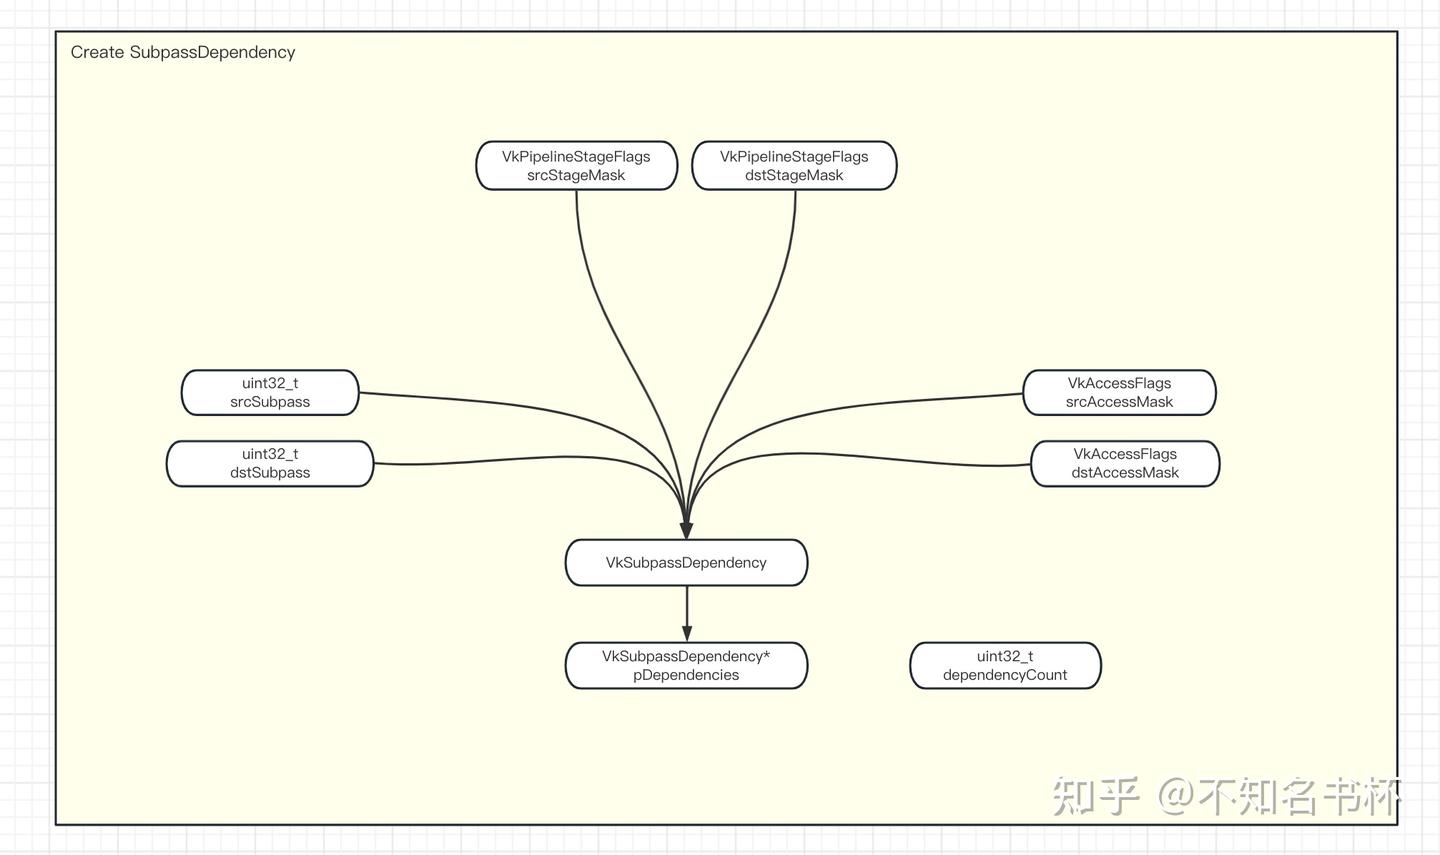 Create SubpassDependency
VkPipelineStageFlags
srcStageMask
VkPipelineStageFlags
dstStageMask
uint32_t
srcSubpass
VkAccessFlags
srcAccessMask
uint32_t
dstSubpass
VkAccessFlags
dstAccessMask
VkSubpassDependency
VkSubpassDependency*
pDependencies
uint32_t
dependencyCount
知乎 @不知名书杯